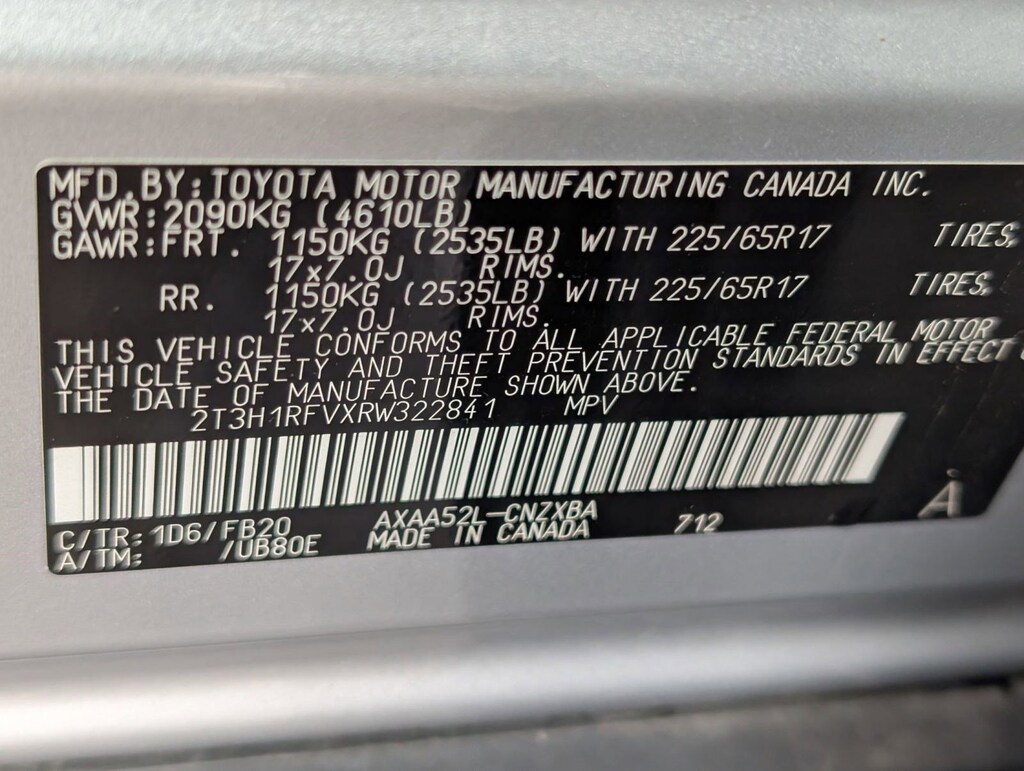 MFD.BY:TOYOTA MOTOR MANUFACTURING CANADA INC.
GVWR:2090KG (4610LB)
GAWR:FRT. 1150KG (2535LB) WITH 225/65R17 TIRES,
17x7.0J RIMS.
RR. 1150KG (2535LB) WITH 225/65R17 TIRES,
17x7.0J RIMS.
THIS VEHICLE CONFORMS TO ALL APPLICABLE FEDERAL MOTOR
VEHICLE SAFETY AND THEFT PREVENTION STANDARDS IN EFFECT
THE DATE OF MANUFACTURE SHOWN ABOVE.
2T3H1RFVXRW322841 MPV
C/TR: 1D6/FB20 AXAA52L-CNZXBA 712 À
A/TM: /UB80E MADE IN CANADA